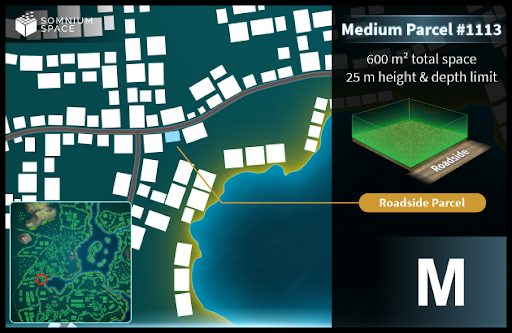 SOMNIUM
SPACE
Medium Parcel #1113
600 m² total space
25 m height & depth limit
Roadside
Roadside Parcel
M